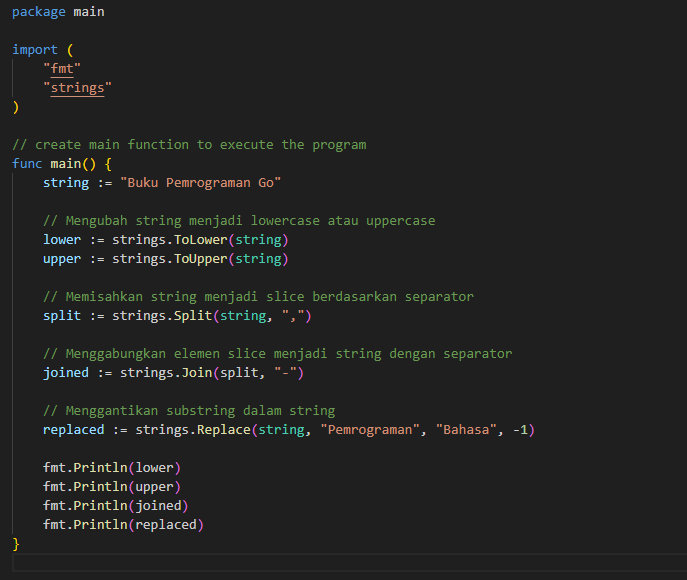 package main
import (
"fmt"
"strings"
)
// create main function to execute the program
func main() {
string := "Buku Pemrograman Go"
// Mengubah string menjadi lowercase atau uppercase
lower := strings.ToLower(string)
upper := strings.ToUpper(string)
// Memisahkan string menjadi slice berdasarkan separator
split := strings.Split(string, ",")
// Menggabungkan elemen slice menjadi string dengan separator
joined := strings.Join(split, "-")
// Menggantikan substring dalam string
replaced := strings.Replace(string, "Pemrograman", "Bahasa", -1)
fmt.Println(lower)
fmt.Println(upper)
fmt.Println(joined)
fmt.Println(replaced)
}